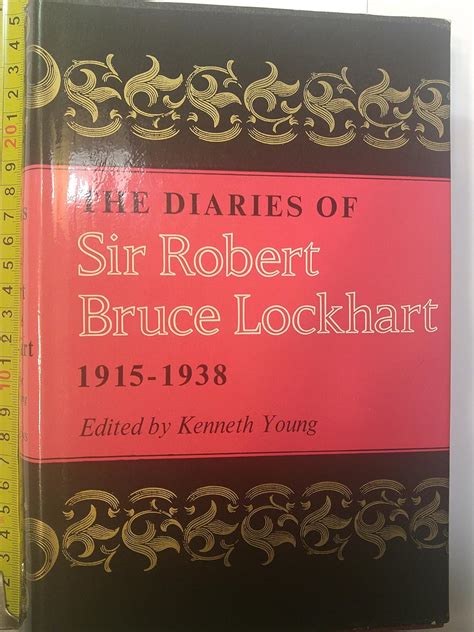 THE DIARIES OF
Sir Robert
Bruce Lockhart
1915-1938
Edited by Kenneth Young